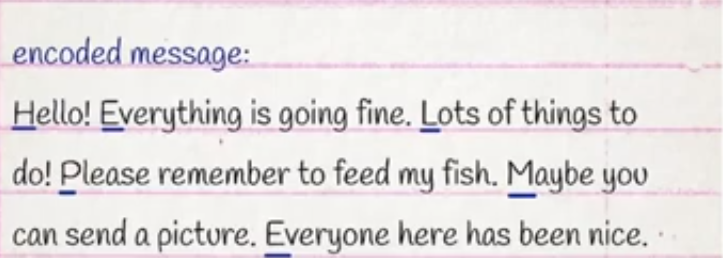 encoded message:
Hello! Everything is going fine. Lots of things to
do! Please remember to feed my fish. Maybe you
can send a picture. Everyone here has been nice.